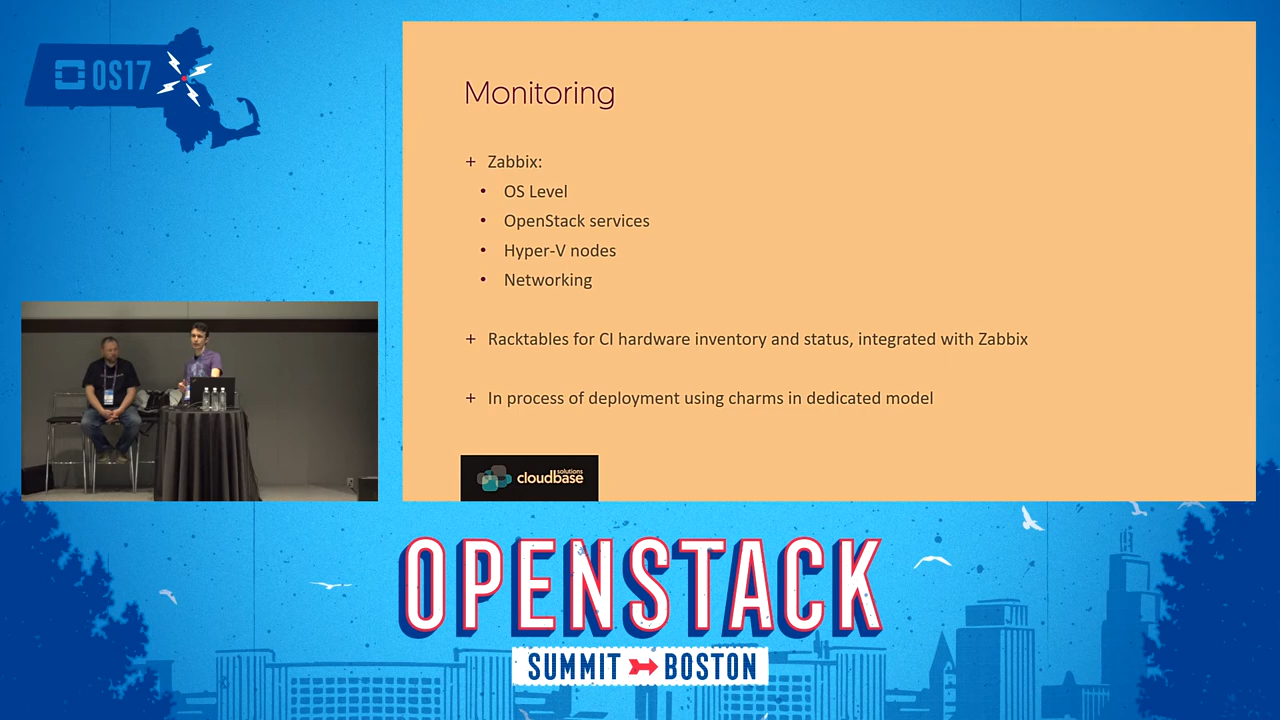 OS17
Monitoring
+ Zabbix:
• OS Level
• OpenStack services
• Hyper-V nodes
• Networking
+ Racktables for CI hardware inventory and status, integrated with Zabbix
+ In process of deployment using charms in dedicated model
cloudbase solutions
OPENSTACK
SUMMIT BOSTON